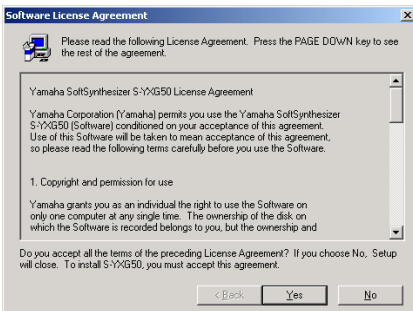 Software License Agreement
Please read the following License Agreement. Press the PAGE DOWN key to see
the rest of the agreement.
Yamaha SoftSynthesizer S-YXG50 License Agreement
Yamaha Corporation (Yamaha) permits you use the Yamaha SoftSynthesizer
S-YXG50 (Software) conditioned on your acceptance of this agreement.
Use of this Software will be taken to mean acceptance of this agreement,
so please read the following terms carefully before you use the Software.
1. Copyright and permission for use
Yamaha grants you as an individual the right to use the Software on
only one computer at any single time. The ownership of the disk on
which the Software is recorded belongs to you, but the ownership and
Do you accept all the terms of the preceding License Agreement? If you choose No, Setup
will close. To install S-YXG50, you must accept this agreement.
< Back Yes No